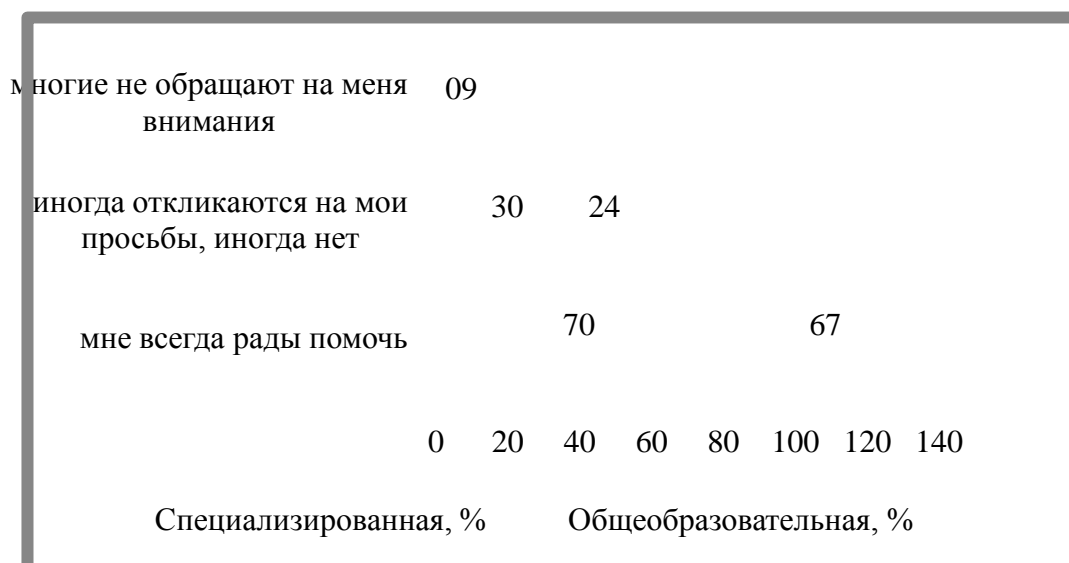 многие не обращают на меня 09
внимания
иногда откликаются на мои 30 24
просьбы, иногда нет
мне всегда рады помочь 70 67
0 20 40 60 80 100 120 140
Специализированная, % Общеобразовательная, %